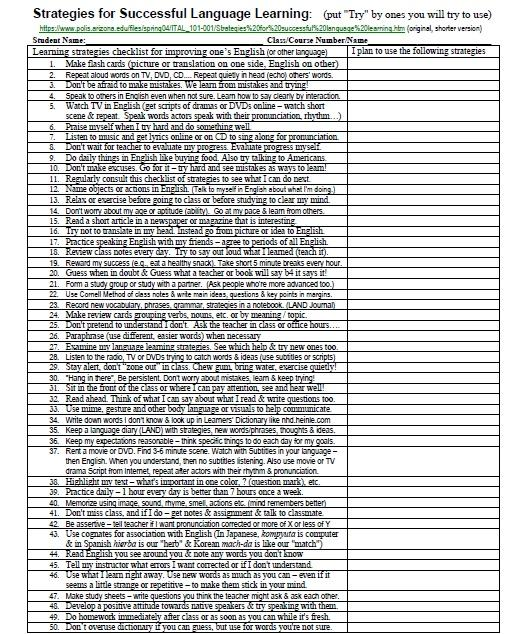 Strategies for Successful Language Learning: (put "Try" by ones you will try to use)
https://www.polis.arizona.edu/files/spring04/ITAL_101-001/Strategies%20for%20successful%20language%20learning.htm (original, shorter version)
Student Name: Class/Course Number/Name
Learning strategies checklist for improving one's English (or other language) I plan to use the following strategies
1. Make flash cards (picture or translation on one side, English on other)
2. Repeat aloud words on TV, DVD, CD.... Repeat quietly in head (echo) others' words.
3. Don't be afraid to make mistakes. We learn from mistakes and trying!
4. Speak to others in English even when not sure. Learn how to say clearly by interaction.
5. Watch TV in English (get scripts of dramas or DVDs online – watch short
scene & repeat. Speak words actors speak with their pronunciation, rhythm…)
6. Praise myself when I try hard and do something well.
7. Listen to music and get lyrics online or on CD to sing along for pronunciation.
8. Don't wait for teacher to evaluate my progress. Evaluate progress myself.
9. Do daily things in English like buying food. Also try talking to Americans.
10. Don't make excuses. Go for it – try hard and see mistakes as ways to learn!
11. Regularly consult this checklist of strategies to see what I can do next.
12. Name objects or actions in English. (Talk to myself in English about what I'm doing.)
13. Relax or exercise before going to class or before studying to clear my mind.
14. Don't worry about my age or aptitude (ability). Go at my pace & learn from others.
15. Read a short article in a newspaper or magazine that is interesting.
16. Try not to translate in my head. Instead go from picture or idea to English.
17. Practice speaking English with my friends – agree to periods of all English.
18. Review class notes every day. Try to say out loud what I learned (teach it).
19. Reward my success (e.g., eat a healthy snack). Take short 5 minute breaks every hour.
20. Guess when in doubt & Guess what a teacher or book will say b4 it says it!
21. Form a study group or study with a partner. (Ask people who're more advanced too.)
22. Use Cornell Method of class notes & write main ideas, questions & key points in margins.
23. Record new vocabulary, phrases, grammar, strategies in a notebook. (LAND Journal)
24. Make review cards grouping verbs, nouns, etc. or by meaning / topic.
25. Don't pretend to understand I don't. Ask the teacher in class or office hours….
26. Paraphrase (use different, easier words) when necessary
27. Examine my language learning strategies. See which help & try new ones too.
28. Listen to the radio, TV or DVDs trying to catch words & ideas (use subtitles or scripts)
29. Stay alert, don't "zone out" in class. Chew gum, bring water, exercise quietly!
30. "Hang in there", Be persistent. Don't worry about mistakes, learn & keep trying!
31. Sit in the front of the class or where I can pay attention, see and hear well!
32. Read ahead. Think of what I can say about what I read & write questions too.
33. Use mime, gesture and other body language or visuals to help communicate.
34. Write down words I don't know & look up in Learners' Dictionary like nhd.heinle.com
35. Keep a language diary (LAND) with strategies, new words/phrases, thoughts & ideas.
36. Keep my expectations reasonable – think specific things to do each day for my goals.
37. Rent a movie or DVD. Find 3-6 minute scene. Watch with Subtitles in your language –
then English. When you understand, then no subtitles listening. Also use movie or TV
drama Script from Internet, repeat after actors with their rhythm & pronunciation.
38. Highlight my text – what's important in one color, ? (question mark), etc.
39. Practice daily – 1 hour every day is better than 7 hours once a week.
40. Memorize using image, sound, rhyme, smell, actions etc. (mind remembers better)
41. Don't miss class, and if I do – get notes & assignment & talk to classmate.
42. Be assertive – tell teacher if I want pronunciation corrected or more of X or less of Y
43. Use cognates for association with English (In Japanese, kompyuta is computer
& in Spanish hierba is our "herb" & Korean mach-da is like our "match")
44. Read English you see around you & note any words you don't know
45. Tell my instructor what errors I want corrected or if I don't understand.
46. Use what I learn right away. Use new words as much as you can – even if it
seems a little strange or repetitive – to make them stick in your mind.
47. Make study sheets – write questions you think the teacher might ask & ask each other.
48. Develop a positive attitude towards native speakers & try speaking with them.
49. Do homework immediately after class or as soon as you can while it's fresh.
50. Don't overuse dictionary if you can guess, but use for words you're not sure.